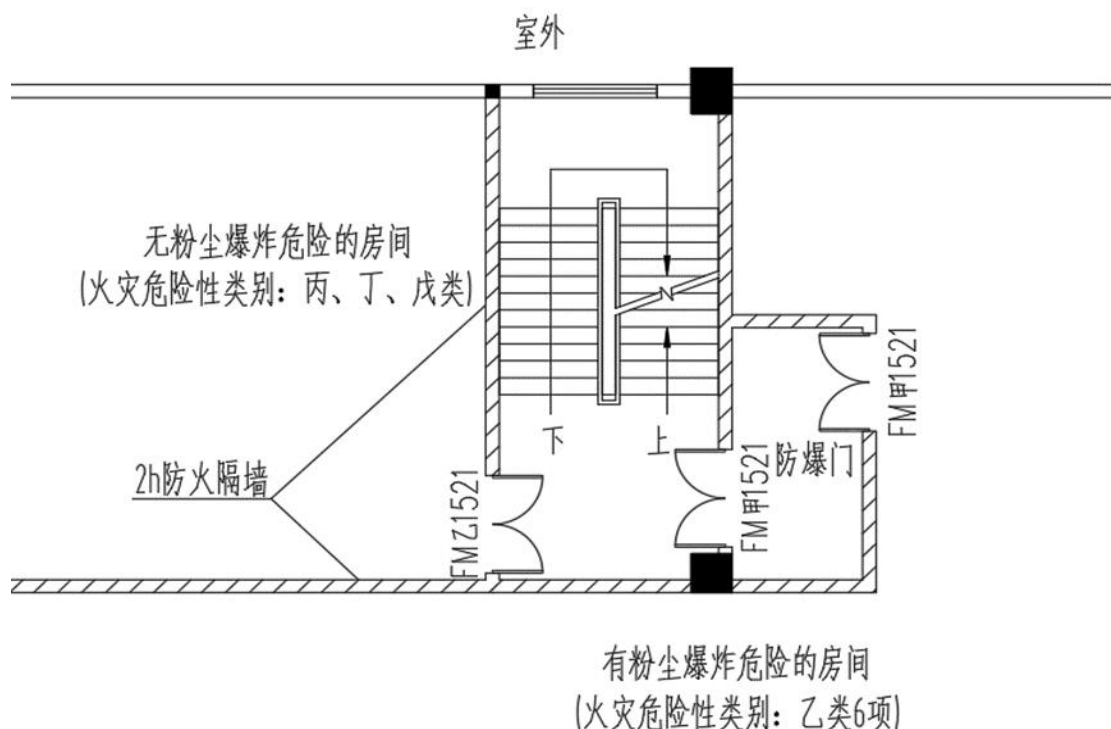 室外
无粉尘爆炸危险的房间
(火灾危险性类别：丙、丁、戊类)
2h防火隔墙
下
上
FM乙1521
FM甲1521
防爆门
FM甲1521
有粉尘爆炸危险的房间
(火灾危险性类别：乙类6项)